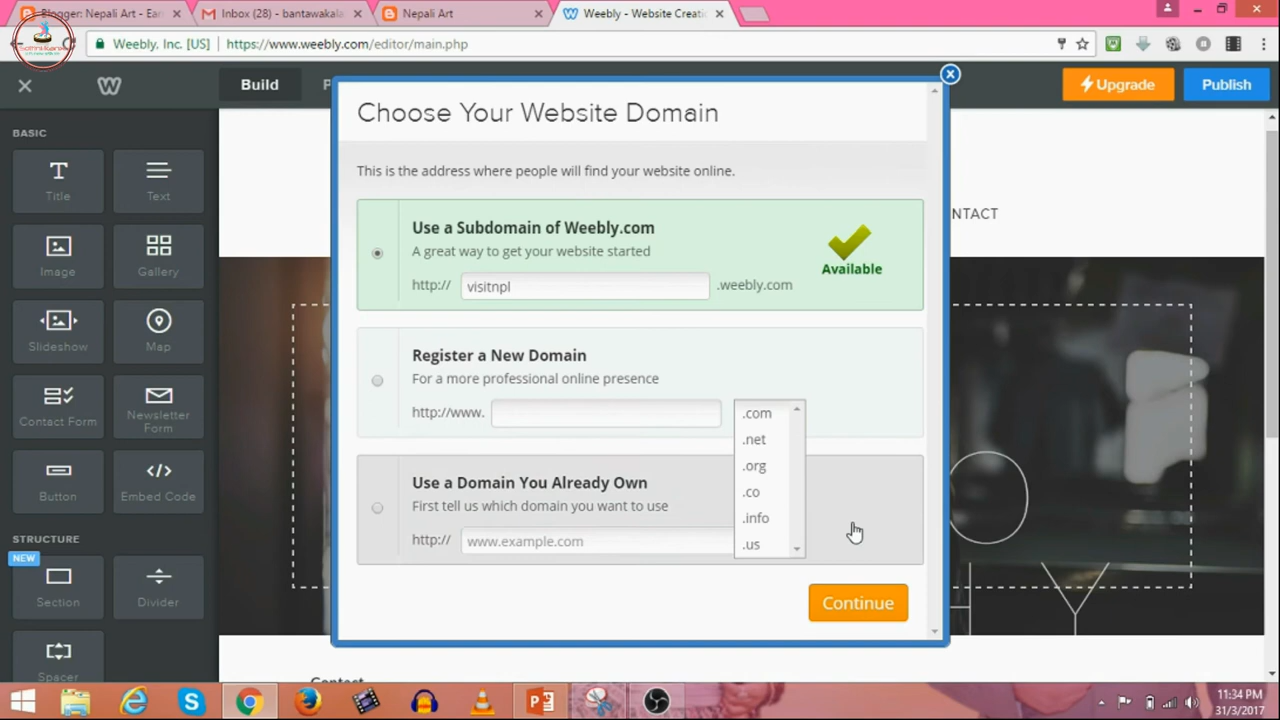 Blogger: Nepali Art - Ear
Inbox (28) - bantawakala
Nepali Art
Weebly - Website Creati
Weebly, Inc. [US]
https://www.weebly.com/editor/main.php
Build
Upgrade
Publish
Choose Your Website Domain
This is the address where people will find your website online.
Use a Subdomain of Weebly.com
A great way to get your website started
http://
visitnpl
.weebly.com
Available
Register a New Domain
For a more professional online presence
http://www.
.com
.net
.org
.co
.info
.us
Use a Domain You Already Own
First tell us which domain you want to use
http://
www.example.com
Continue
BASIC
Title
Text
Image
Gallery
Slideshow
Map
Contact Form
Newsletter
Form
Button
Embed Code
STRUCTURE
NEW
Section
Divider
Spacer
NTACT
O
Y
Contact
11:34 PM
31/3/2017